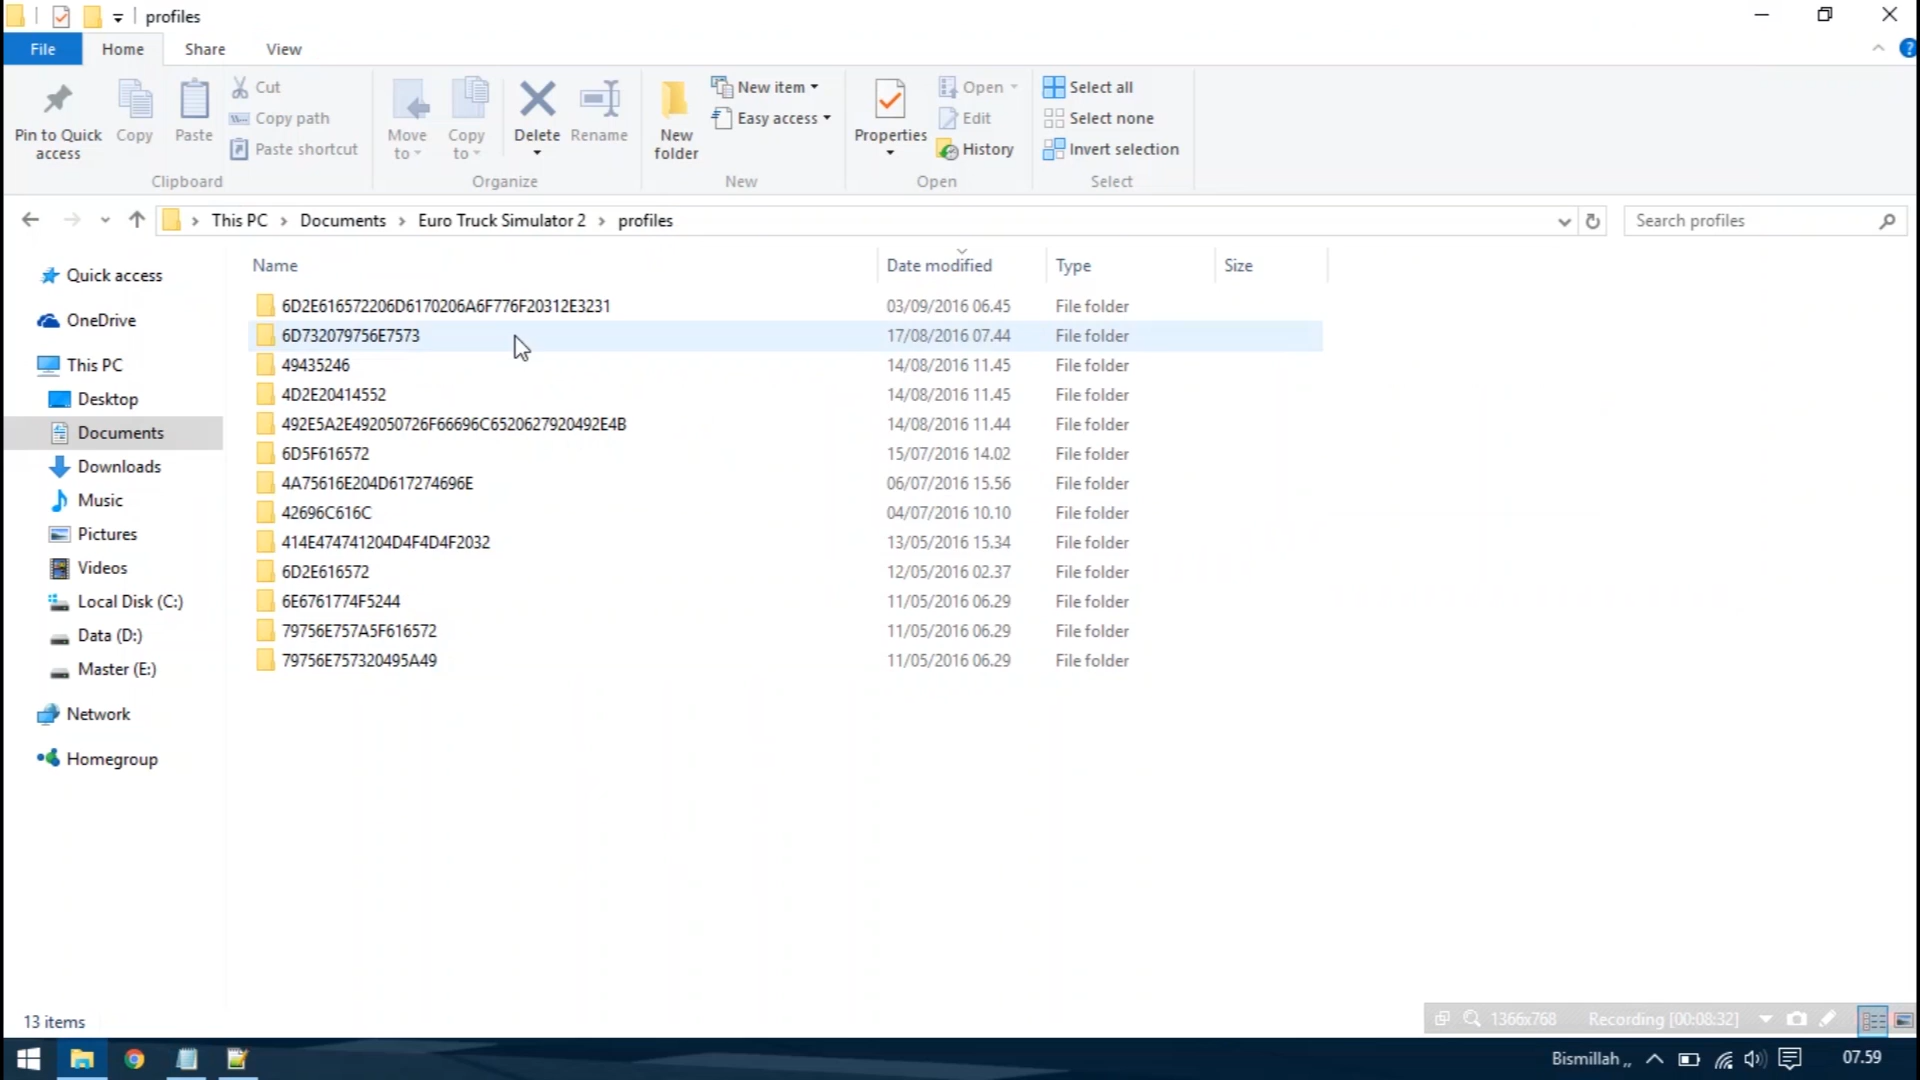 profiles
File Home Share View
Pin to Quick access
Copy
Paste
Cut
Copy path
Paste shortcut
Clipboard
Move to
Copy to
Delete
Rename
Organize
New folder
New item
Easy access
New
Properties
Open
Edit
History
Open
Select all
Select none
Invert selection
Select
This PC > Documents > Euro Truck Simulator 2 > profiles
Search profiles
Quick access
OneDrive
This PC
Desktop
Documents
Downloads
Music
Pictures
Videos
Local Disk (C:)
Data (D:)
Master (E:)
Network
Homegroup
Name Date modified Type Size
6D2E616572206D6170206A6F776F20312E3231 03/09/2016 06.45 File folder
6D732079756E7573 17/08/2016 07.44 File folder
49435246 14/08/2016 11.45 File folder
4D2E20414552 14/08/2016 11.45 File folder
492E5A2E492050726F66696C6520627920492E4B 14/08/2016 11.44 File folder
6D5F616572 15/07/2016 14.02 File folder
4A75616E204D617274696E 06/07/2016 15.56 File folder
42696C616C 04/07/2016 10.10 File folder
414E474741204D4F4D4F2032 13/05/2016 15.34 File folder
6D2E616572 12/05/2016 02.37 File folder
6E6761774F5244 11/05/2016 06.29 File folder
79756E757A5F616572 11/05/2016 06.29 File folder
79756E757320495A49 11/05/2016 06.29 File folder
13 items
1366x768 Recording [00:08:32]
Bismillah ,, 07.59